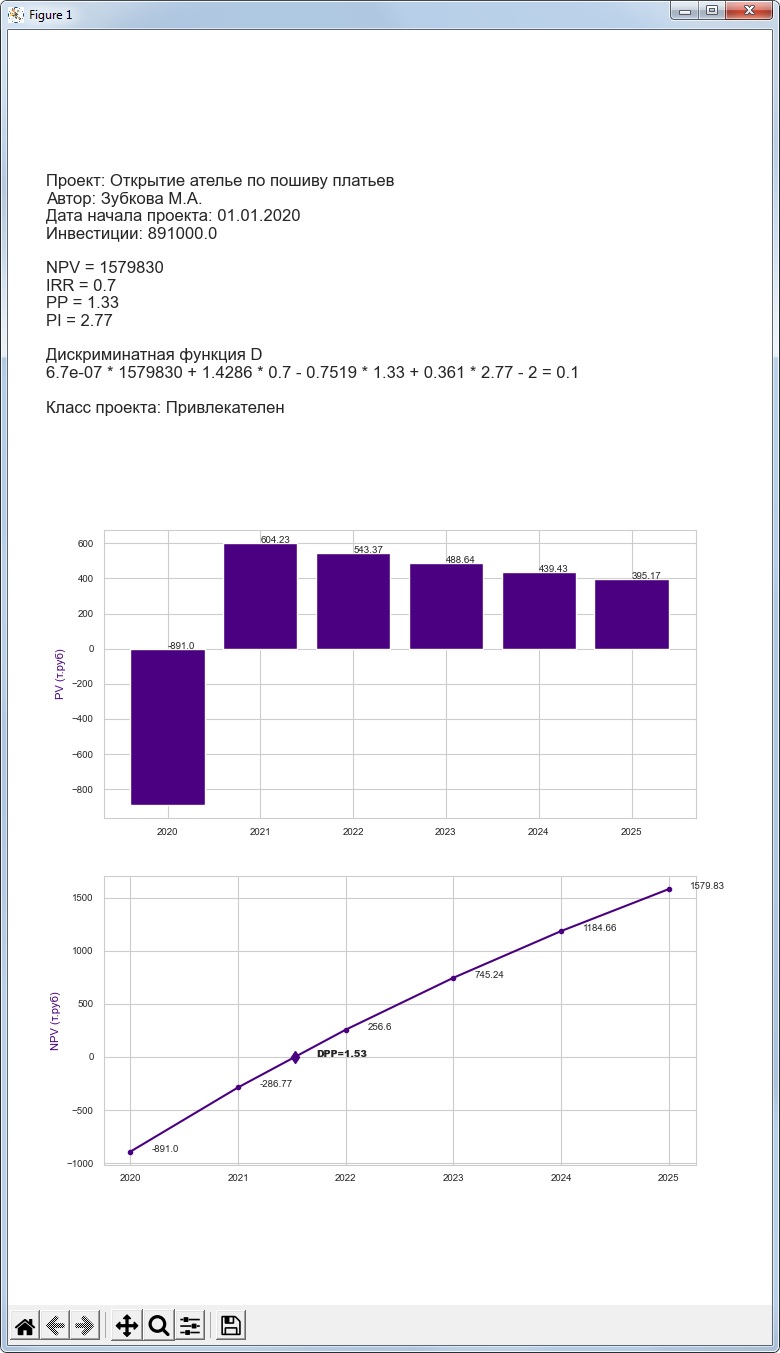 Figure 1
Проект: Открытие ателье по пошиву платьев
Автор: Зубкова М.А.
Дата начала проекта: 01.01.2020
Инвестиции: 891000.0
NPV = 1579830
IRR = 0.7
PP = 1.33
PI = 2.77
Дискриминатная функция D
6.7e-07 * 1579830 + 1.4286 * 0.7 - 0.7519 * 1.33 + 0.361 * 2.77 - 2 = 0.1
Класс проекта: Привлекателен
PV (т.руб)
600
400
200
0
−200
−400
−600
−800
-891.0
604.23
543.37
488.64
439.43
395.17
2020
2021
2022
2023
2024
2025
NPV (т.руб)
1500
1000
500
0
−500
−1000
-891.0
-286.77
DPP=1.53
256.6
745.24
1184.66
1579.83
2020
2021
2022
2023
2024
2025